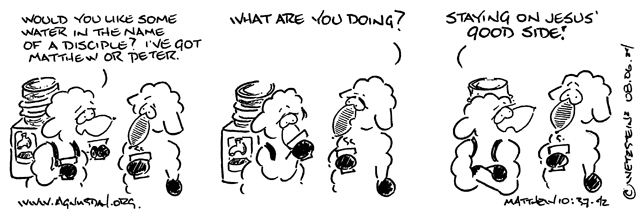 WOULD YOU LIKE SOME
WATER IN THE NAME
OF A DISCIPLE? I'VE GOT
MATTHEW OR PETER.
WHAT ARE YOU DOING?
STAYING ON JESUS'
GOOD SIDE!
WWW.AGNUSDAY.ORG.
MATTHEW 10:37-42